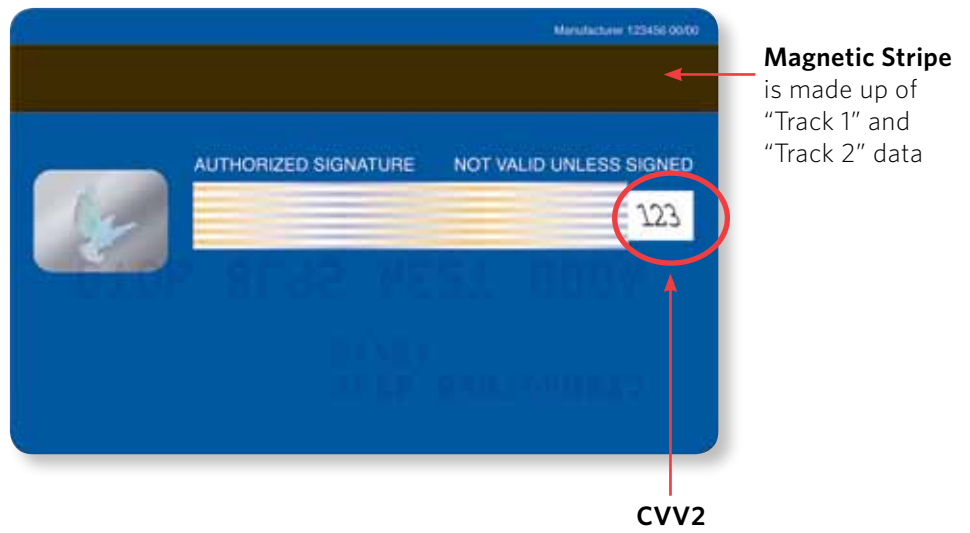 Manufacturer 123456 00/00
Magnetic Stripe
is made up of
“Track 1” and
“Track 2” data
AUTHORIZED SIGNATURE NOT VALID UNLESS SIGNED
123
CVV2